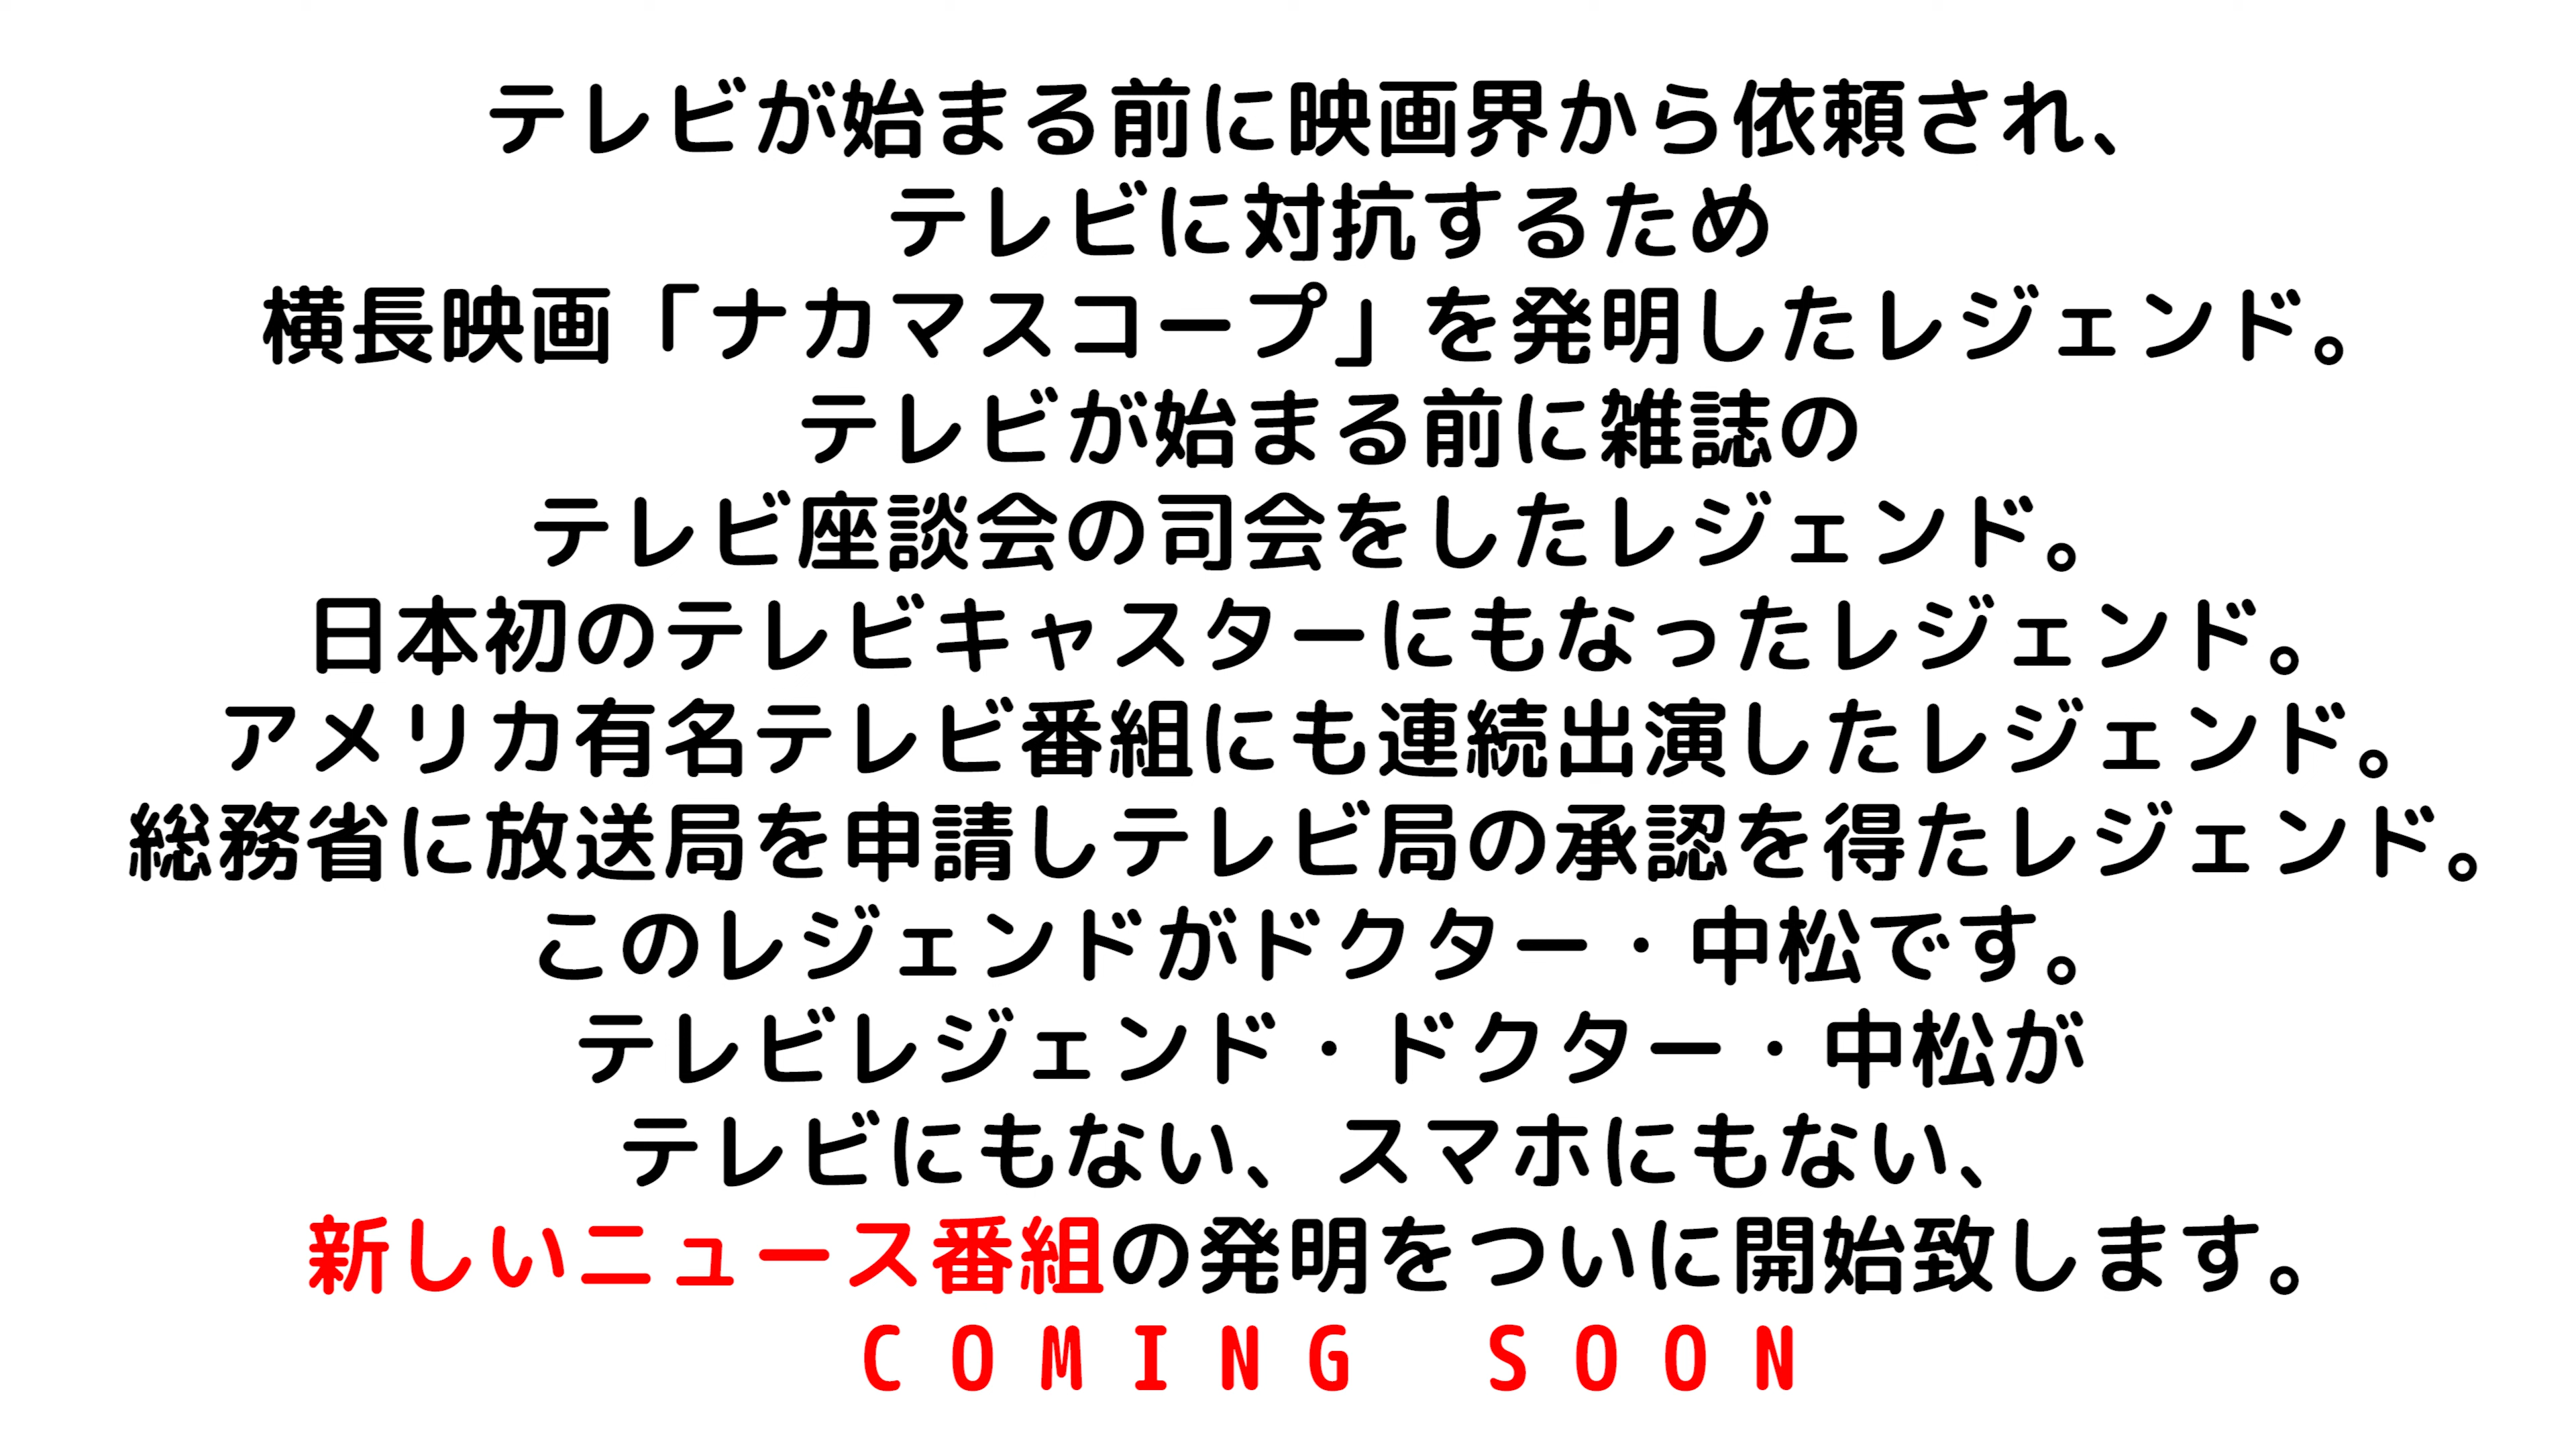 テレビが始まる前に映画界から依頼され、
テレビに対抗するため
横長映画「ナカマスコープ」を発明したレジェンド。
テレビが始まる前に雑誌の
テレビ座談会の司会をしたレジェンド。
日本初のテレビキャスターにもなったレジェンド。
アメリカ有名テレビ番組にも連続出演したレジェンド。
総務省に放送局を申請しテレビ局の承認を得たレジェンド。
このレジェンドがドクター・中松です。
テレビレジェンド・ドクター・中松が
テレビにもない、スマホにもない、
新しいニュース番組の発明をついに開始致します。
ＣＯＭＩＮＧ　ＳＯＯＮ